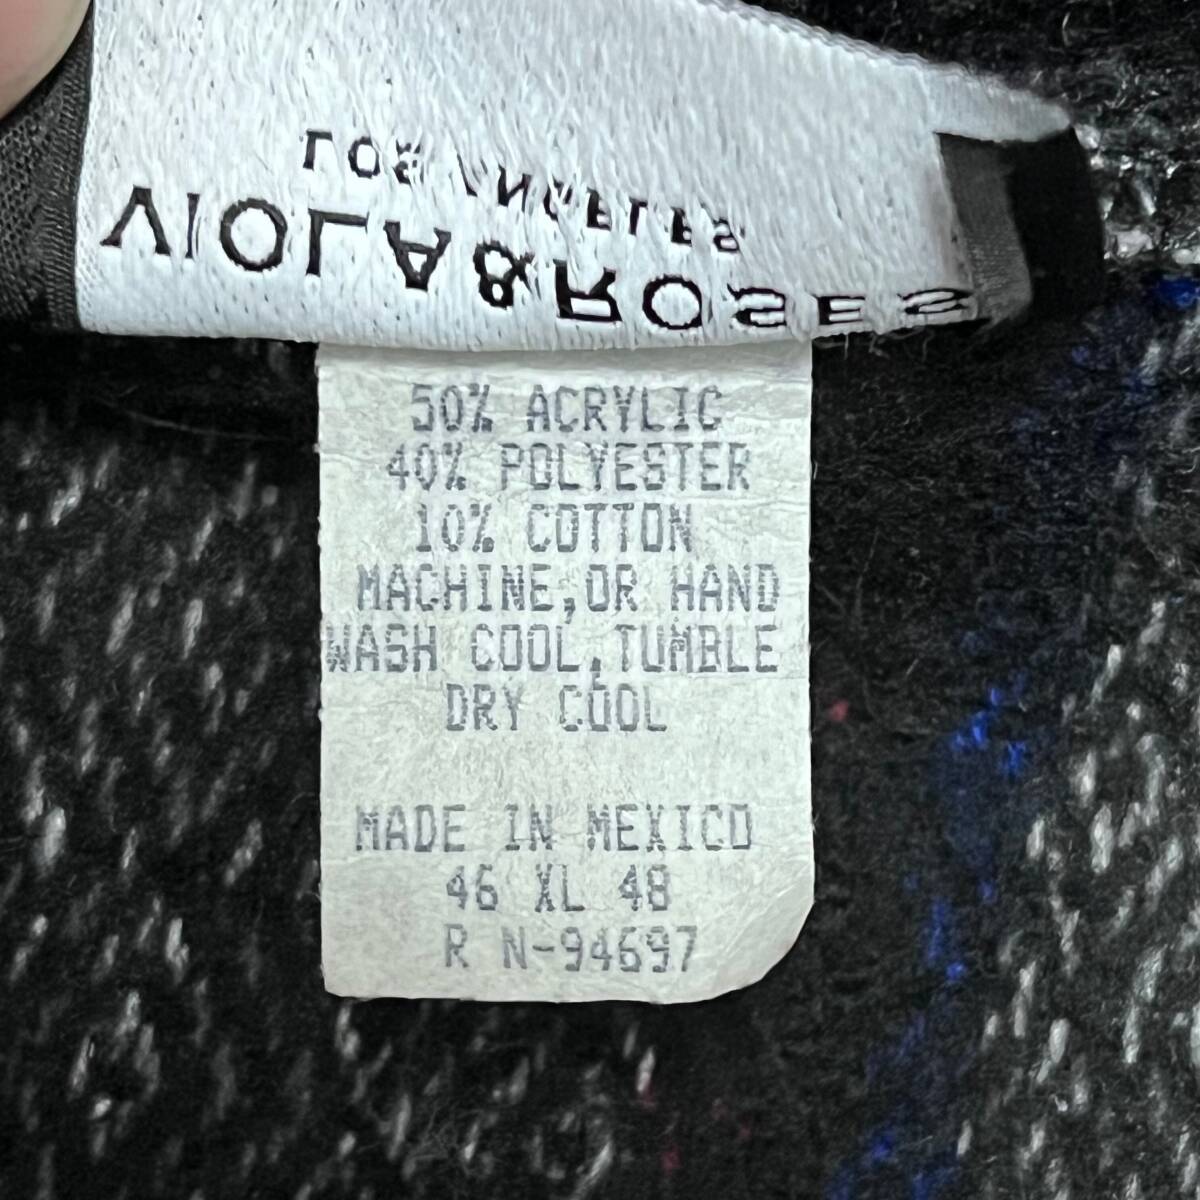 VIOLA & ROSES
LOS ANGELES
50% ACRYLIC
40% POLYESTER
10% COTTON
MACHINE,OR HAND
WASH COOL,TUMBLE
DRY COOL
MADE IN MEXICO
46 XL 48
R N-94697